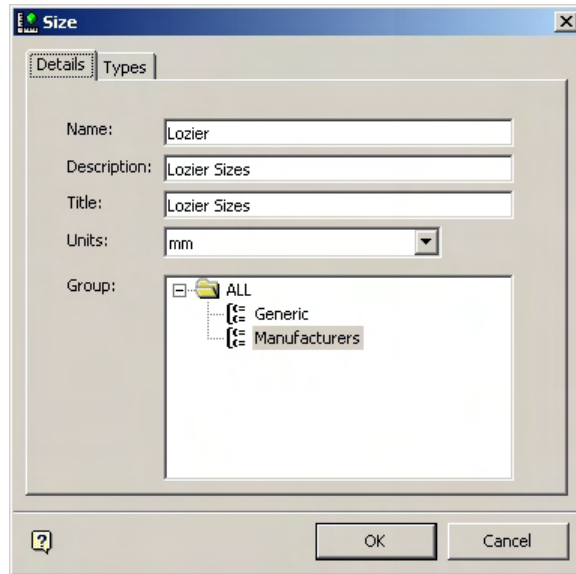 Size
Details Types
Name: Lozier
Description: Lozier Sizes
Title: Lozier Sizes
Units: mm
Group: ALL
Generic
Manufacturers
OK Cancel